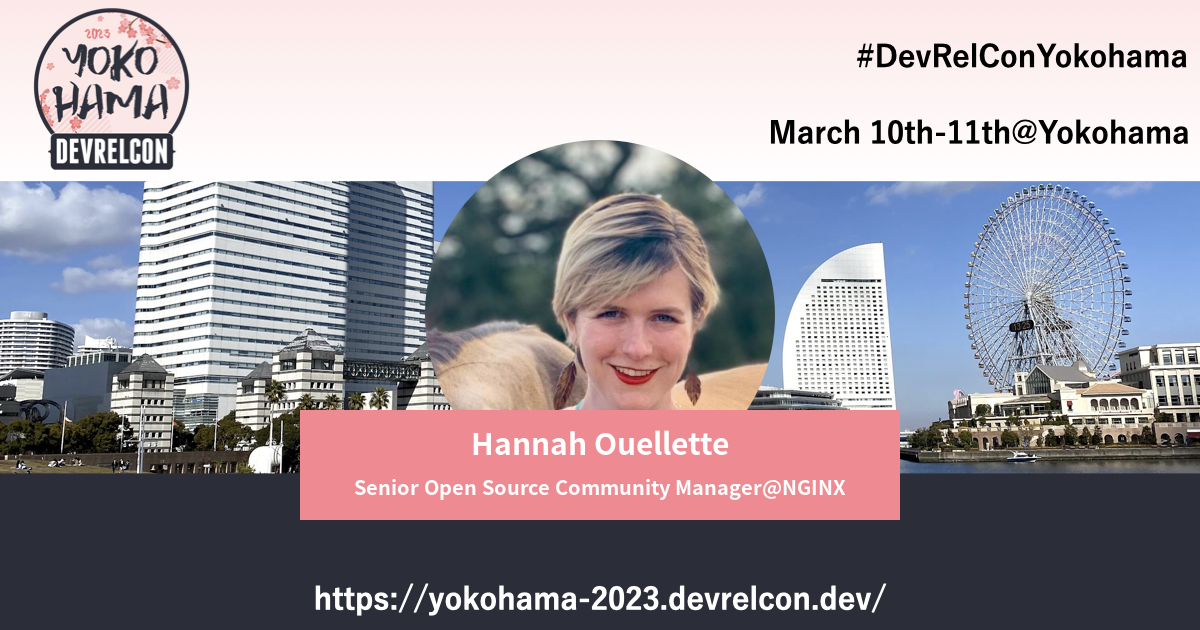 2023
YOKO
HAMA
DEVRELCON
#DevRelConYokohama
March 10th-11th@Yokohama
Hannah Ouellette
Senior Open Source Community Manager@NGINX
https://yokohama-2023.devrelcon.dev/